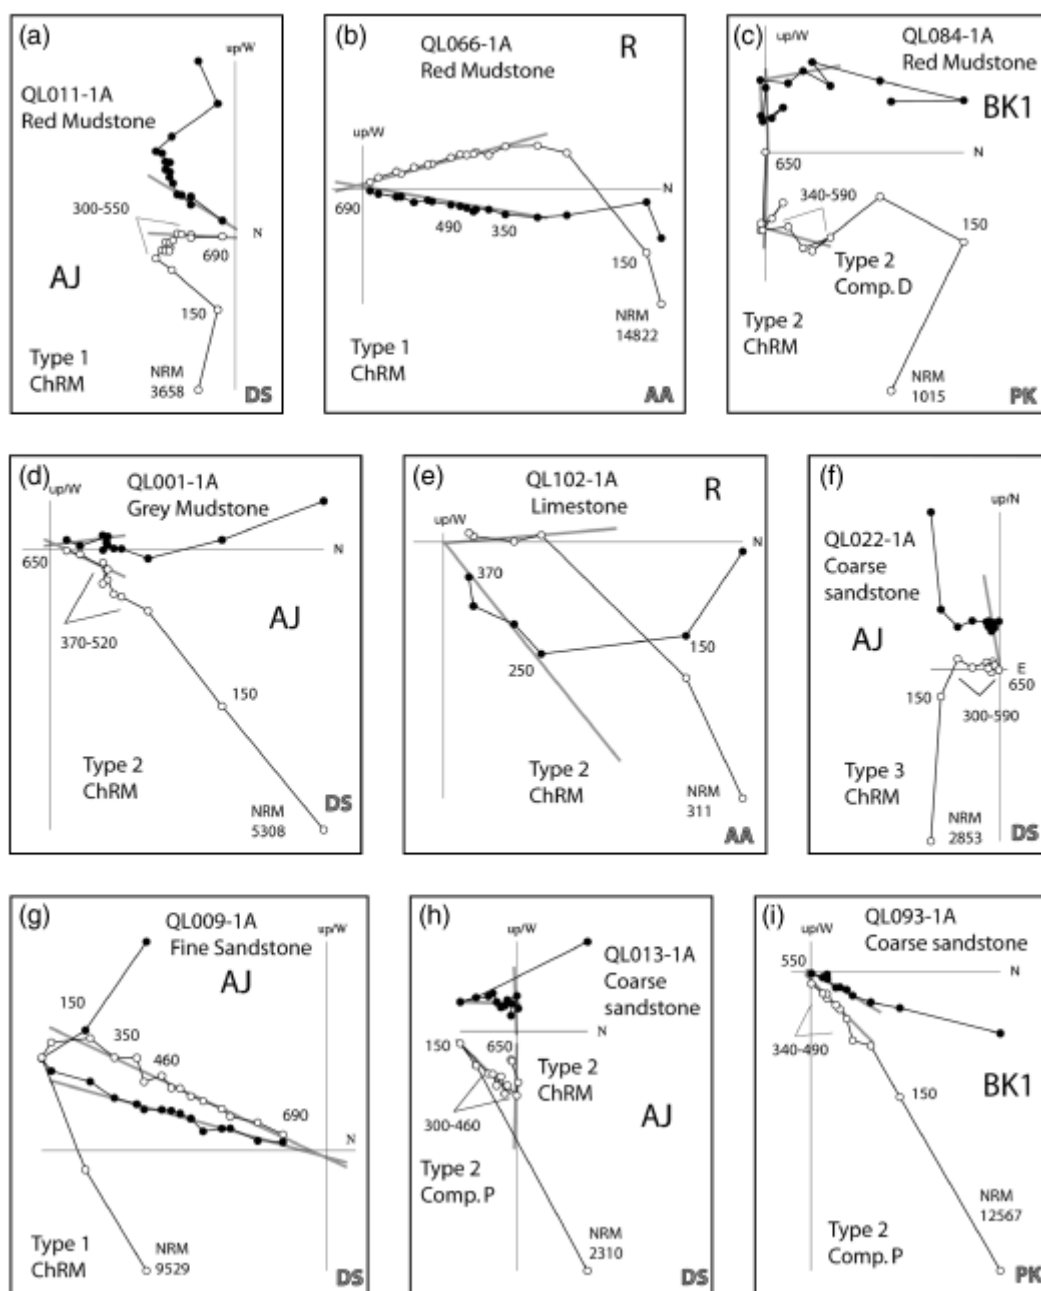 (a)
up/W
QL011-1A
Red Mudstone
300-550
N
690
AJ
150
Type 1
ChRM
NRM
3658
DS
(b)
QL066-1A
Red Mudstone
R
up/W
N
690
490
350
150
NRM
14822
Type 1
ChRM
AA
(c)
up/W
QL084-1A
Red Mudstone
BK1
N
650
340-590
150
Type 2
Comp. D
Type 2
ChRM
NRM
1015
PK
(d)
up/W
QL001-1A
Grey Mudstone
N
650
AJ
370-520
150
Type 2
ChRM
NRM
5308
DS
(e)
QL102-1A
Limestone
R
up/W
N
370
150
250
Type 2
ChRM
NRM
311
AA
(f)
up/N
QL022-1A
Coarse
sandstone
AJ
E
650
150
300-590
Type 3
ChRM
NRM
2853
DS
(g)
QL009-1A
Fine Sandstone
up/W
AJ
150
350
460
690
N
Type 1
ChRM
NRM
9529
DS
(h)
up/W
QL013-1A
Coarse
sandstone
N
150
650
Type 2
ChRM
300-460
AJ
Type 2
Comp. P
NRM
2310
DS
(i)
QL093-1A
Coarse sandstone
up/W
550
N
340-490
BK1
150
NRM
12567
Type 2
Comp. P
PK